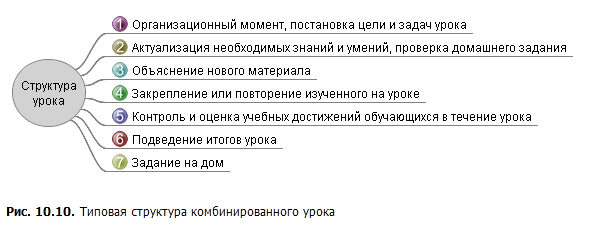 Структура
урока
1 Организационный момент, постановка цели и задач урока
2 Актуализация необходимых знаний и умений, проверка домашнего задания
3 Объяснение нового материала
4 Закрепление или повторение изученного на уроке
5 Контроль и оценка учебных достижений обучающихся в течение урока
6 Подведение итогов урока
7 Задание на дом
Рис. 10.10. Типовая структура комбинированного урока